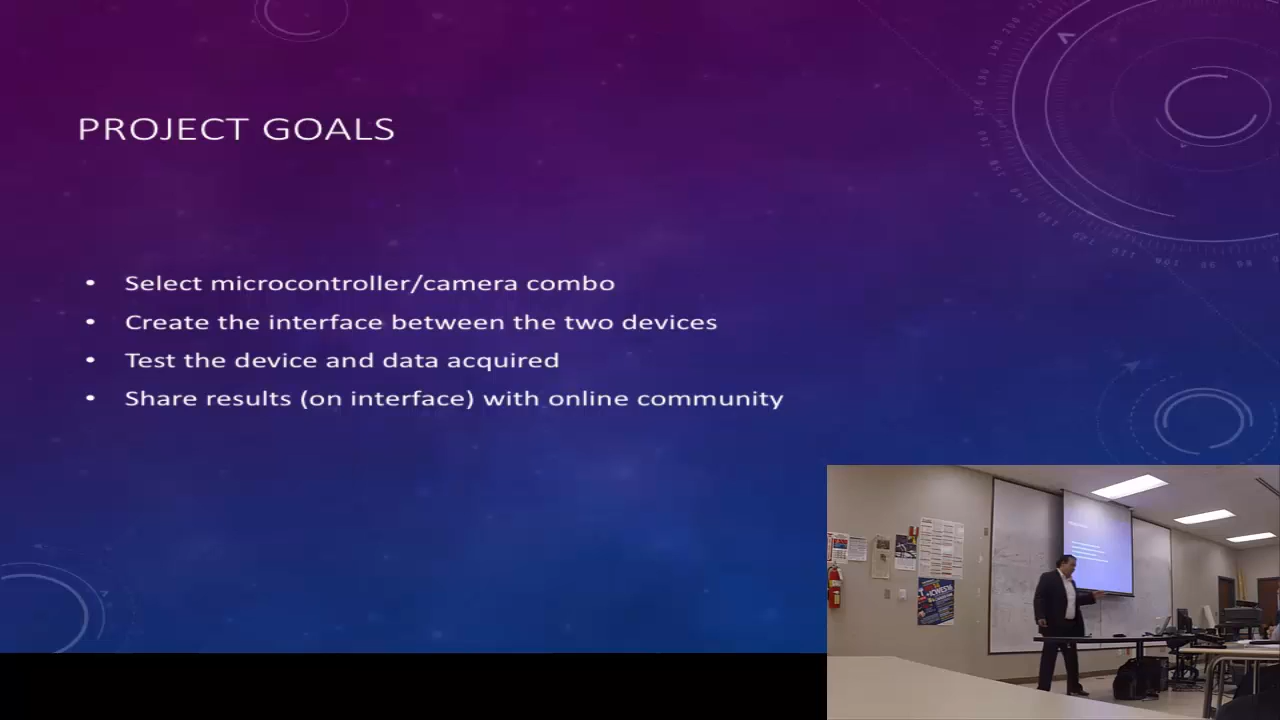 PROJECT GOALS
• Select microcontroller/camera combo
• Create the interface between the two devices
• Test the device and data acquired
• Share results (on interface) with online community